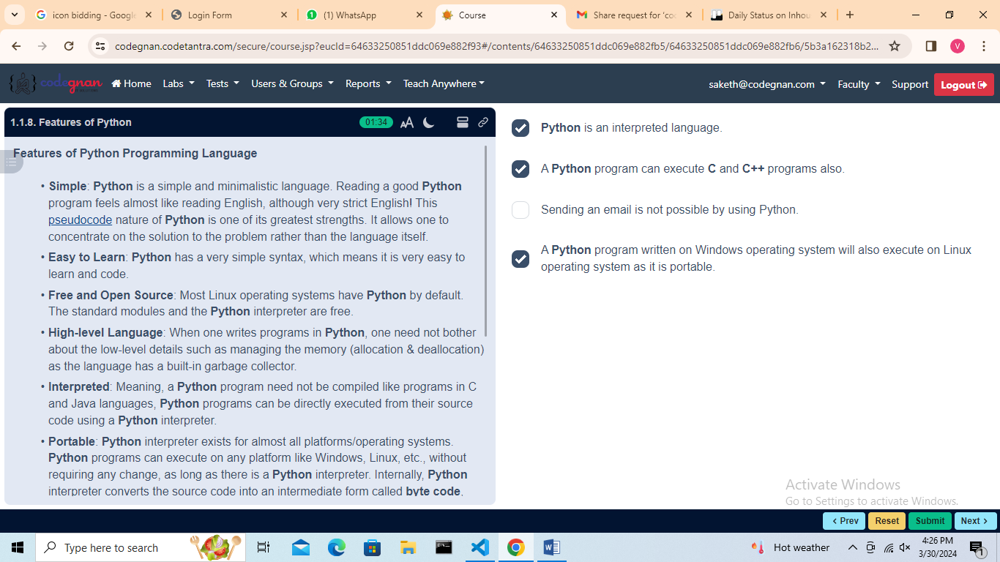 icon bidding - Google
Login Form
(1) WhatsApp
Course
Share request for 'coc
Daily Status on Inhou
codegnan.codetantra.com/secure/course.jsp?eucId=64633250851ddc069e882f93#/contents/64633250851ddc069e882fb5/64633250851ddc069e882fb6/5b3a162318b2...
V
codegnan
Home
Labs
Tests
Users & Groups
Reports
Teach Anywhere
saketh@codegnan.com
Faculty
Support
Logout
1.1.8. Features of Python
01:34
AA
Features of Python Programming Language
• Simple: Python is a simple and minimalistic language. Reading a good Python
program feels almost like reading English, although very strict English! This
pseudocode nature of Python is one of its greatest strengths. It allows one to
concentrate on the solution to the problem rather than the language itself.
• Easy to Learn: Python has a very simple syntax, which means it is very easy to
learn and code.
• Free and Open Source: Most Linux operating systems have Python by default.
The standard modules and the Python interpreter are free.
• High-level Language: When one writes programs in Python, one need not bother
about the low-level details such as managing the memory (allocation & deallocation)
as the language has a built-in garbage collector.
• Interpreted: Meaning, a Python program need not be compiled like programs in C
and Java languages, Python programs can be directly executed from their source
code using a Python interpreter.
• Portable: Python interpreter exists for almost all platforms/operating systems.
Python programs can execute on any platform like Windows, Linux, etc., without
requiring any change, as long as there is a Python interpreter. Internally, Python
interpreter converts the source code into an intermediate form called byte code,
Python is an interpreted language.
A Python program can execute C and C++ programs also.
Sending an email is not possible by using Python.
A Python program written on Windows operating system will also execute on Linux
operating system as it is portable.
Activate Windows
Go to Settings to activate Windows.
< Prev
Reset
Submit
Next >
Type here to search
Hot weather
4:26 PM
3/30/2024
1